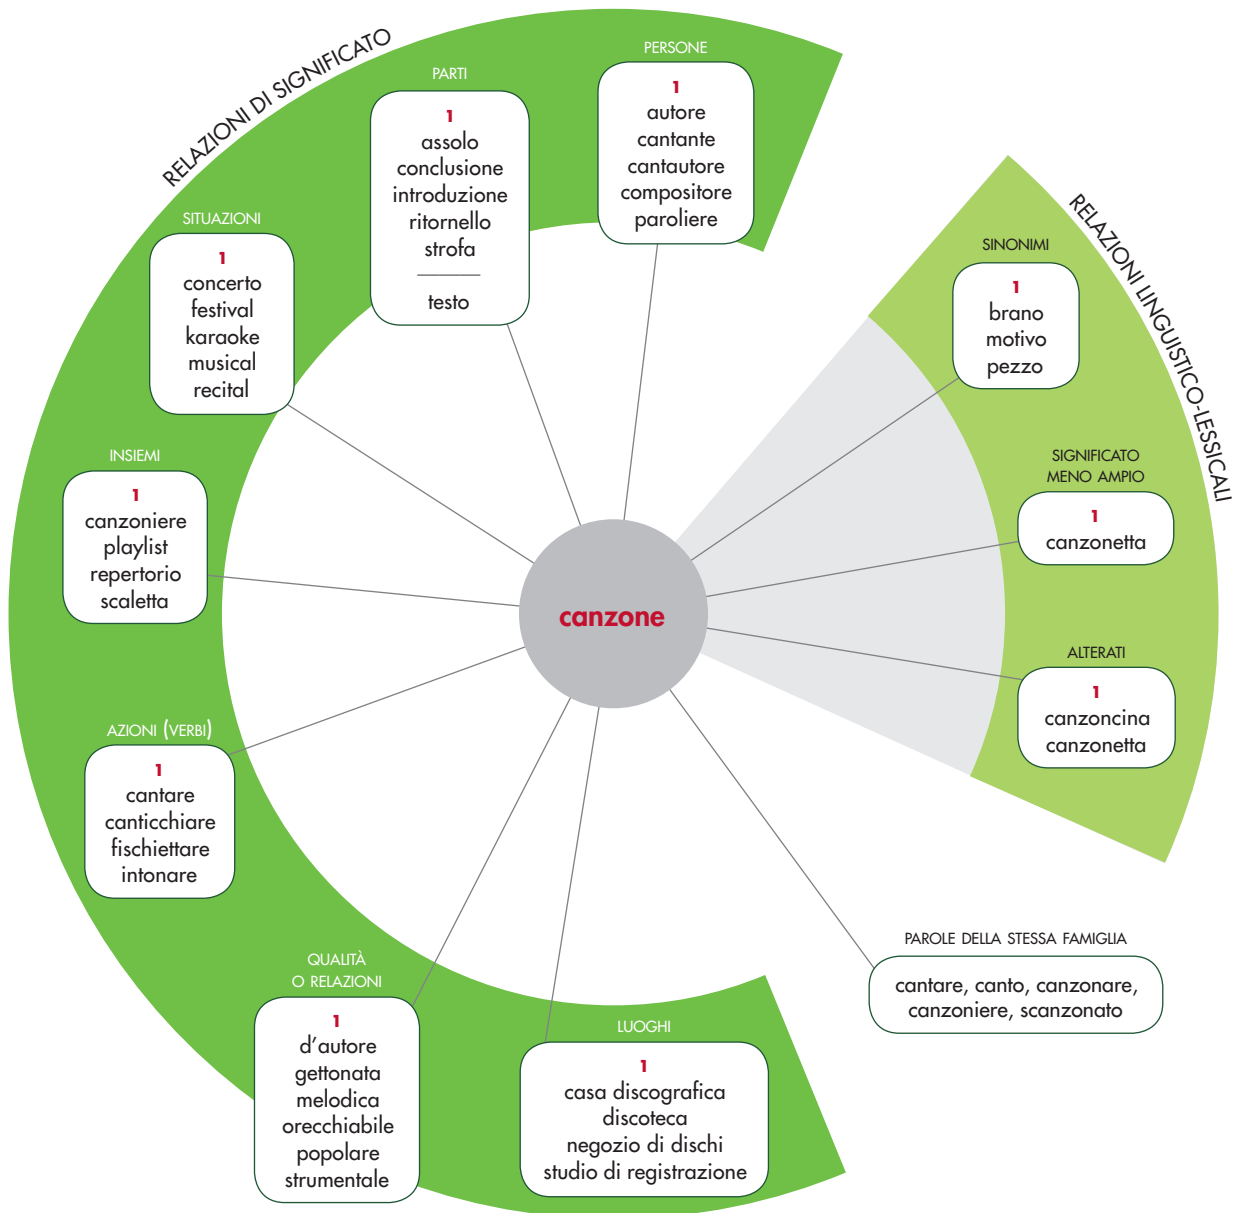 RELAZIONI DI SIGNIFICATO
PERSONE
1
autore
cantante
cantautore
compositore
paroliere
PARTI
1
assolo
conclusione
introduzione
ritornello
strofa
testo
SITUAZIONI
1
concerto
festival
karaoke
musical
recital
INSIEMI
1
canzoniere
playlist
repertorio
scaletta
AZIONI (VERBI)
1
cantare
canticchiare
fischiettare
intonare
QUALITÀ
O RELAZIONI
1
d'autore
gettonata
melodica
orecchiabile
popolare
strumentale
LUOGHI
1
casa discografica
discoteca
negozio di dischi
studio di registrazione
canzone
RELAZIONI LINGUISTICO-LESSICALI
SINONIMI
1
brano
motivo
pezzo
SIGNIFICATO
MENO AMPIO
1
canzonetta
ALTERATI
1
canzoncina
canzonetta
PAROLE DELLA STESSA FAMIGLIA
cantare, canto, canzonare,
canzoniere, scanzonato